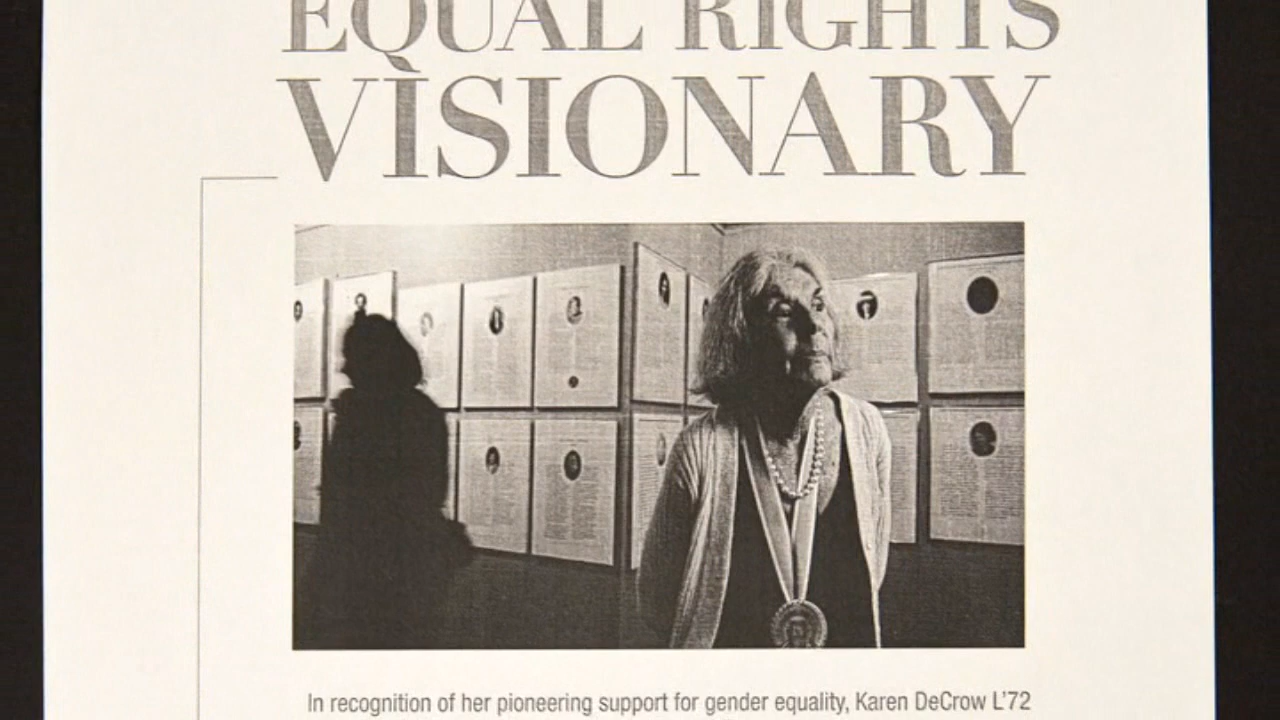 EQUAL RIGHTS
VISIONARY
In recognition of her pioneering support for gender equality, Karen DeCrow L'72